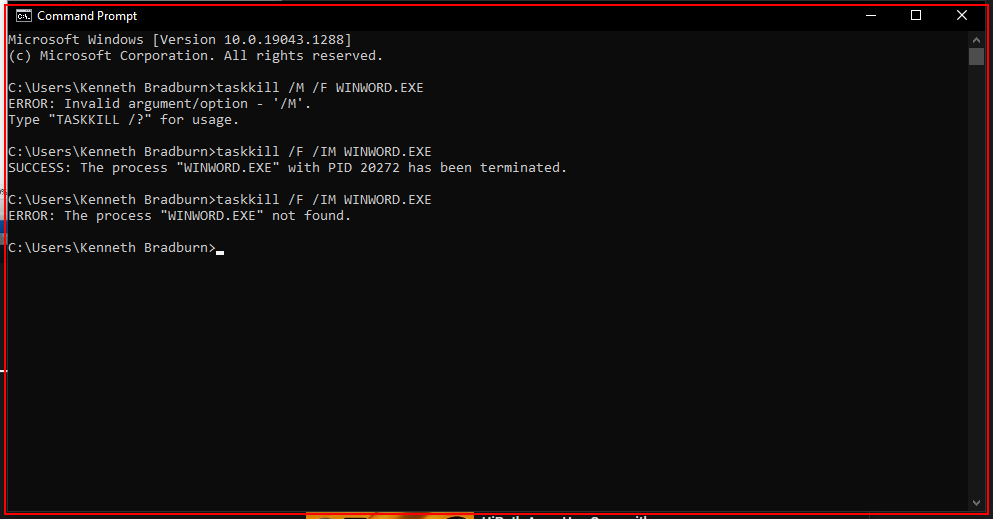 Command Prompt
Microsoft Windows [Version 10.0.19043.1288]
(c) Microsoft Corporation. All rights reserved.
C:\Users\Kenneth Bradburn>taskkill /M /F WINWORD.EXE
ERROR: Invalid argument/option - '/M'.
Type "TASKKILL /?" for usage.
C:\Users\Kenneth Bradburn>taskkill /F /IM WINWORD.EXE
SUCCESS: The process "WINWORD.EXE" with PID 20272 has been terminated.
C:\Users\Kenneth Bradburn>taskkill /F /IM WINWORD.EXE
ERROR: The process "WINWORD.EXE" not found.
C:\Users\Kenneth Bradburn>